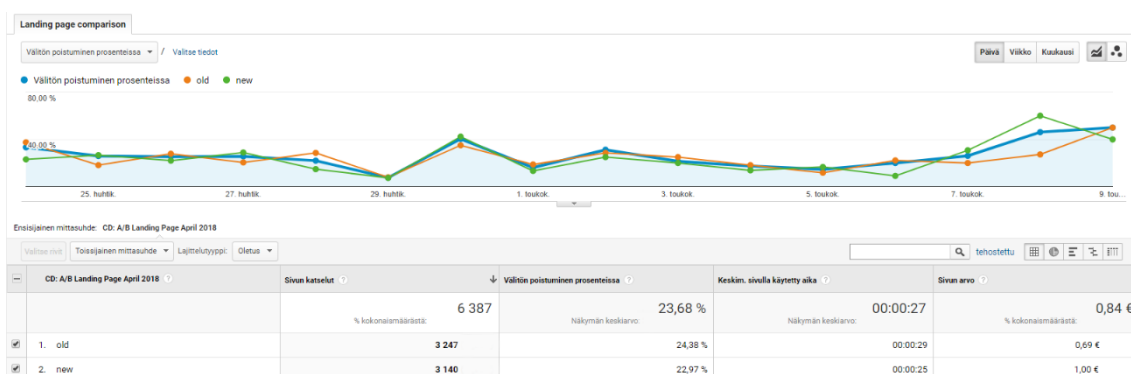 Landing page comparison
Välitön poistuminen prosenteissa / Valitse tiedot Päivä Viikko Kuukausi
Välitön poistuminen prosenteissa old new
80,00 %
40,00 %
25. huhtik. 27. huhtik. 29. huhtik. 1. toukok. 3. toukok. 5. toukok. 7. toukok. 9. tou...
Ensisijainen mittasuhde: CD: A/B Landing Page April 2018
Valitse rivit Toissijainen mittasuhde Lajittelutyyppi: Oletus tehostettu
CD: A/B Landing Page April 2018 ? Sivun katselut ? Välitön poistuminen prosenteissa ? Keskim. sivulla käytetty aika ? Sivun arvo ?
6 387 23,68 % 00:00:27 0,84 €
% kokonaismäärästä: Näkymän keskiarvo: Näkymän keskiarvo: % kokonaismäärästä:
1. old 3 247 24,38 % 00:00:29 0,69 €
2. new 3 140 22,97 % 00:00:25 1,00 €